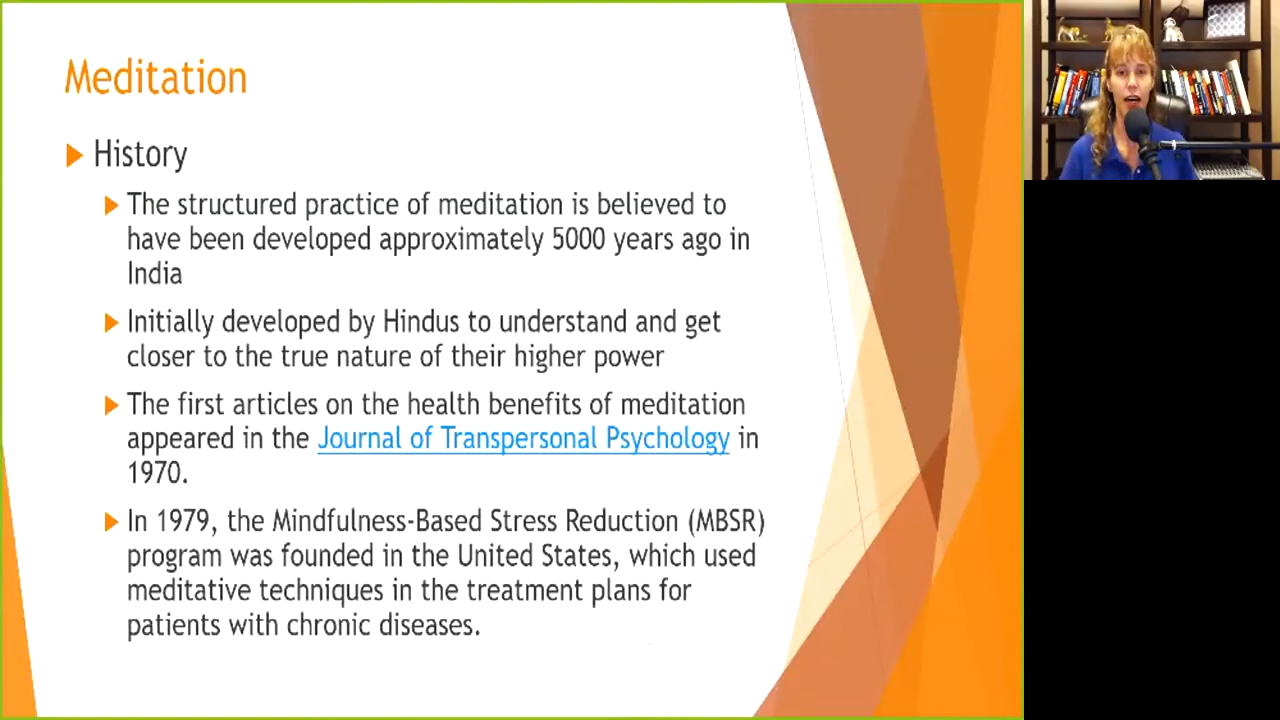 Meditation
History
The structured practice of meditation is believed to
have been developed approximately 5000 years ago in
India
Initially developed by Hindus to understand and get
closer to the true nature of their higher power
The first articles on the health benefits of meditation
appeared in the Journal of Transpersonal Psychology in
1970.
In 1979, the Mindfulness-Based Stress Reduction (MBSR)
program was founded in the United States, which used
meditative techniques in the treatment plans for
patients with chronic diseases.